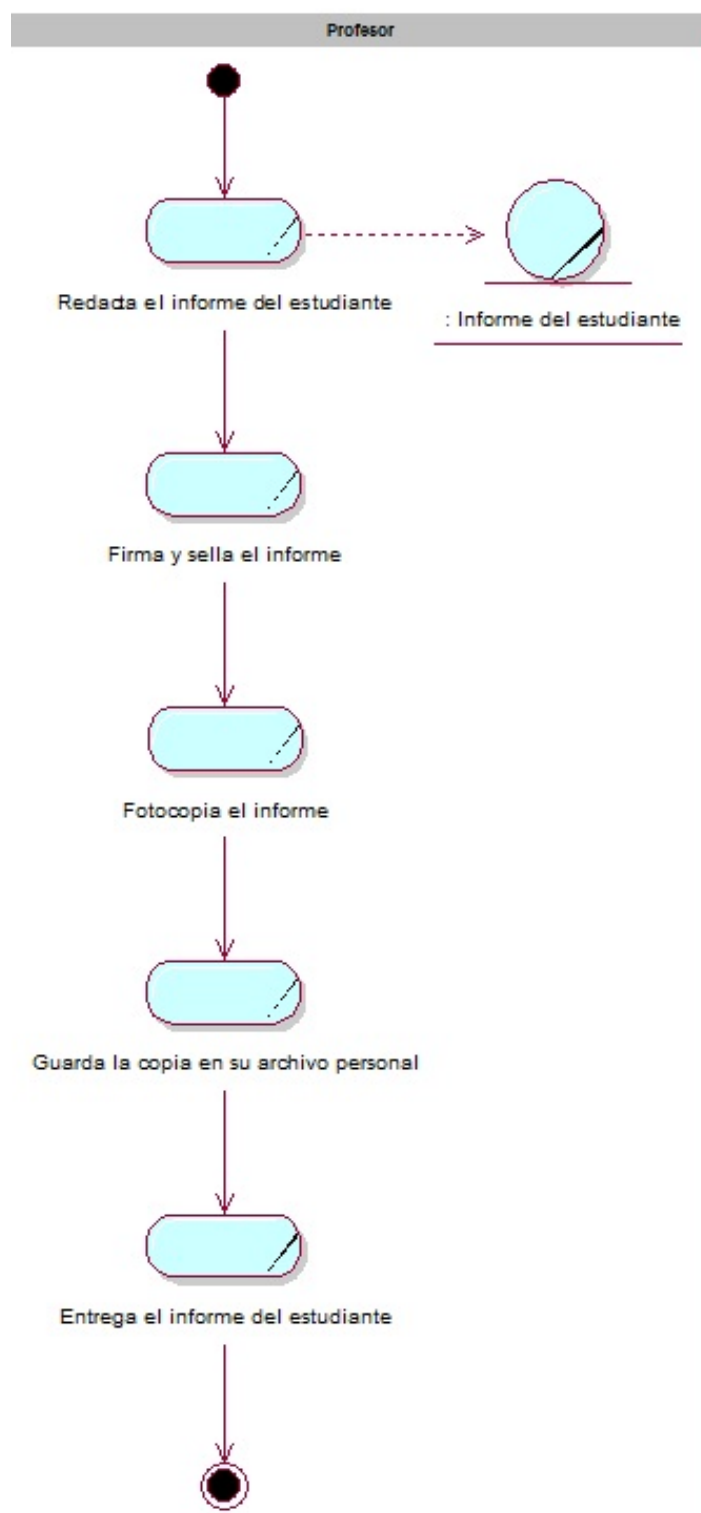 Profesor
Redacta el informe del estudiante
: Informe del estudiante
Firma y sella el informe
Fotocopia el informe
Guarda la copia en su archivo personal
Entrega el informe del estudiante